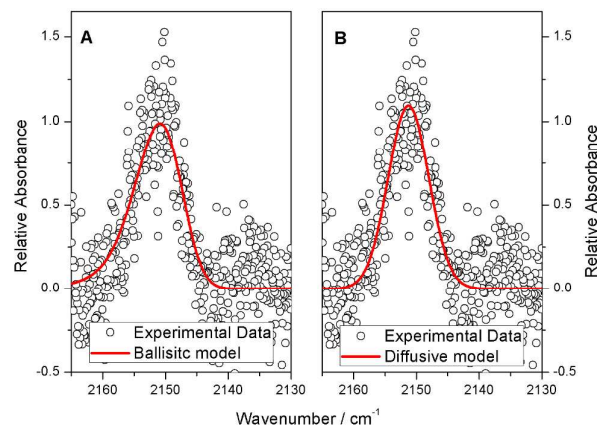 A
B
1.5
1.0
0.5
0.0
-0.5
Relative Absorbance
Experimental Data
Ballisitc model
2160
2150
2140
2130
Experimental Data
Diffusive model
2160
2150
2140
2130
1.5
1.0
0.5
0.0
-0.5
Relative Absorbance
Wavenumber / cm⁻¹